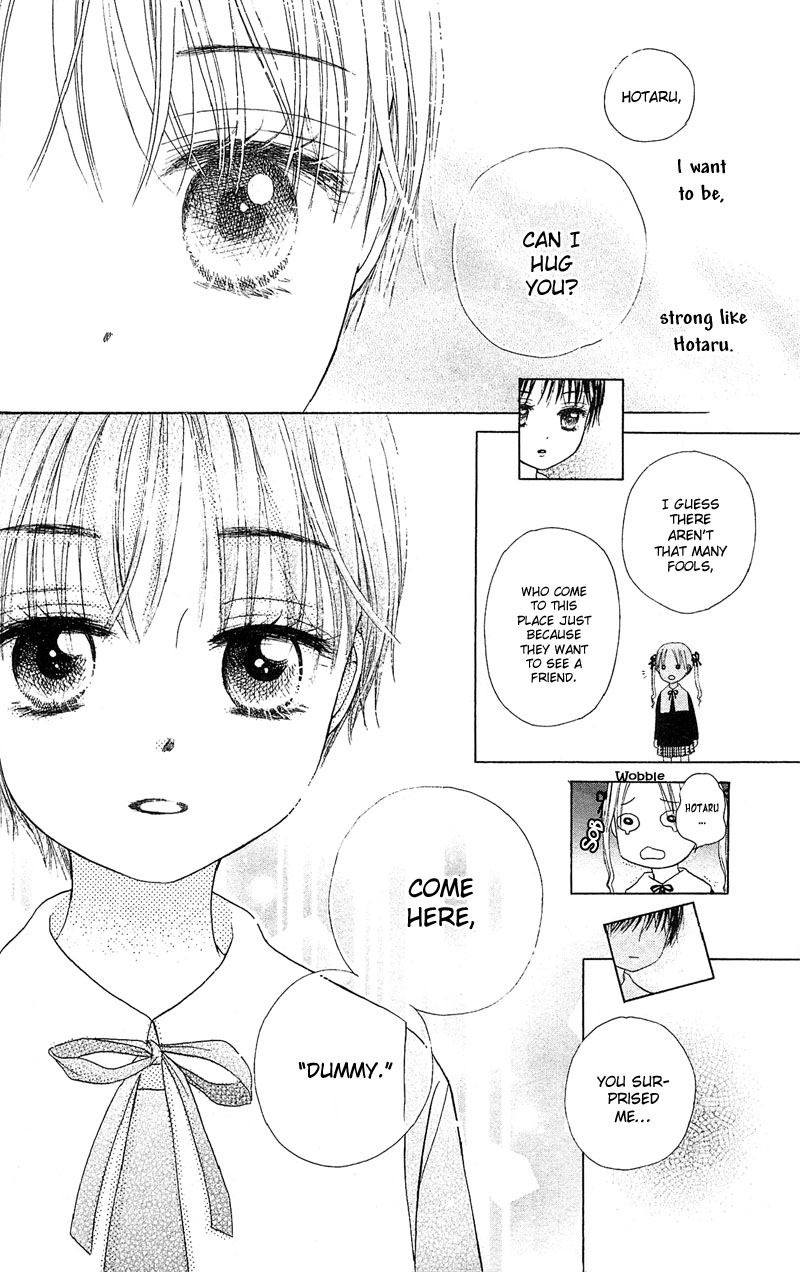 HOTARU,
I want
to be,
CAN I
HUG
YOU?
strong like
Hotaru.
I GUESS
THERE
AREN'T
THAT MANY
FOOLS,
WHO COME
TO THIS
PLACE JUST
BECAUSE
THEY WANT
TO SEE A
FRIEND.
Wobble
HOTARU
...
SOB
YOU SUR-
PRISED
ME...
COME
HERE,
"DUMMY."